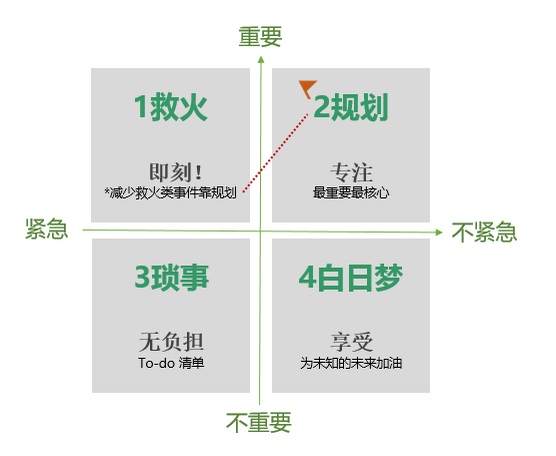 重要
1救火
即刻!
*减少救火类事件靠规划
2规划
专注
最重要最核心
紧急
不紧急
3琐事
无负担
To-do 清单
4白日梦
享受
为未知的未来加油
不重要